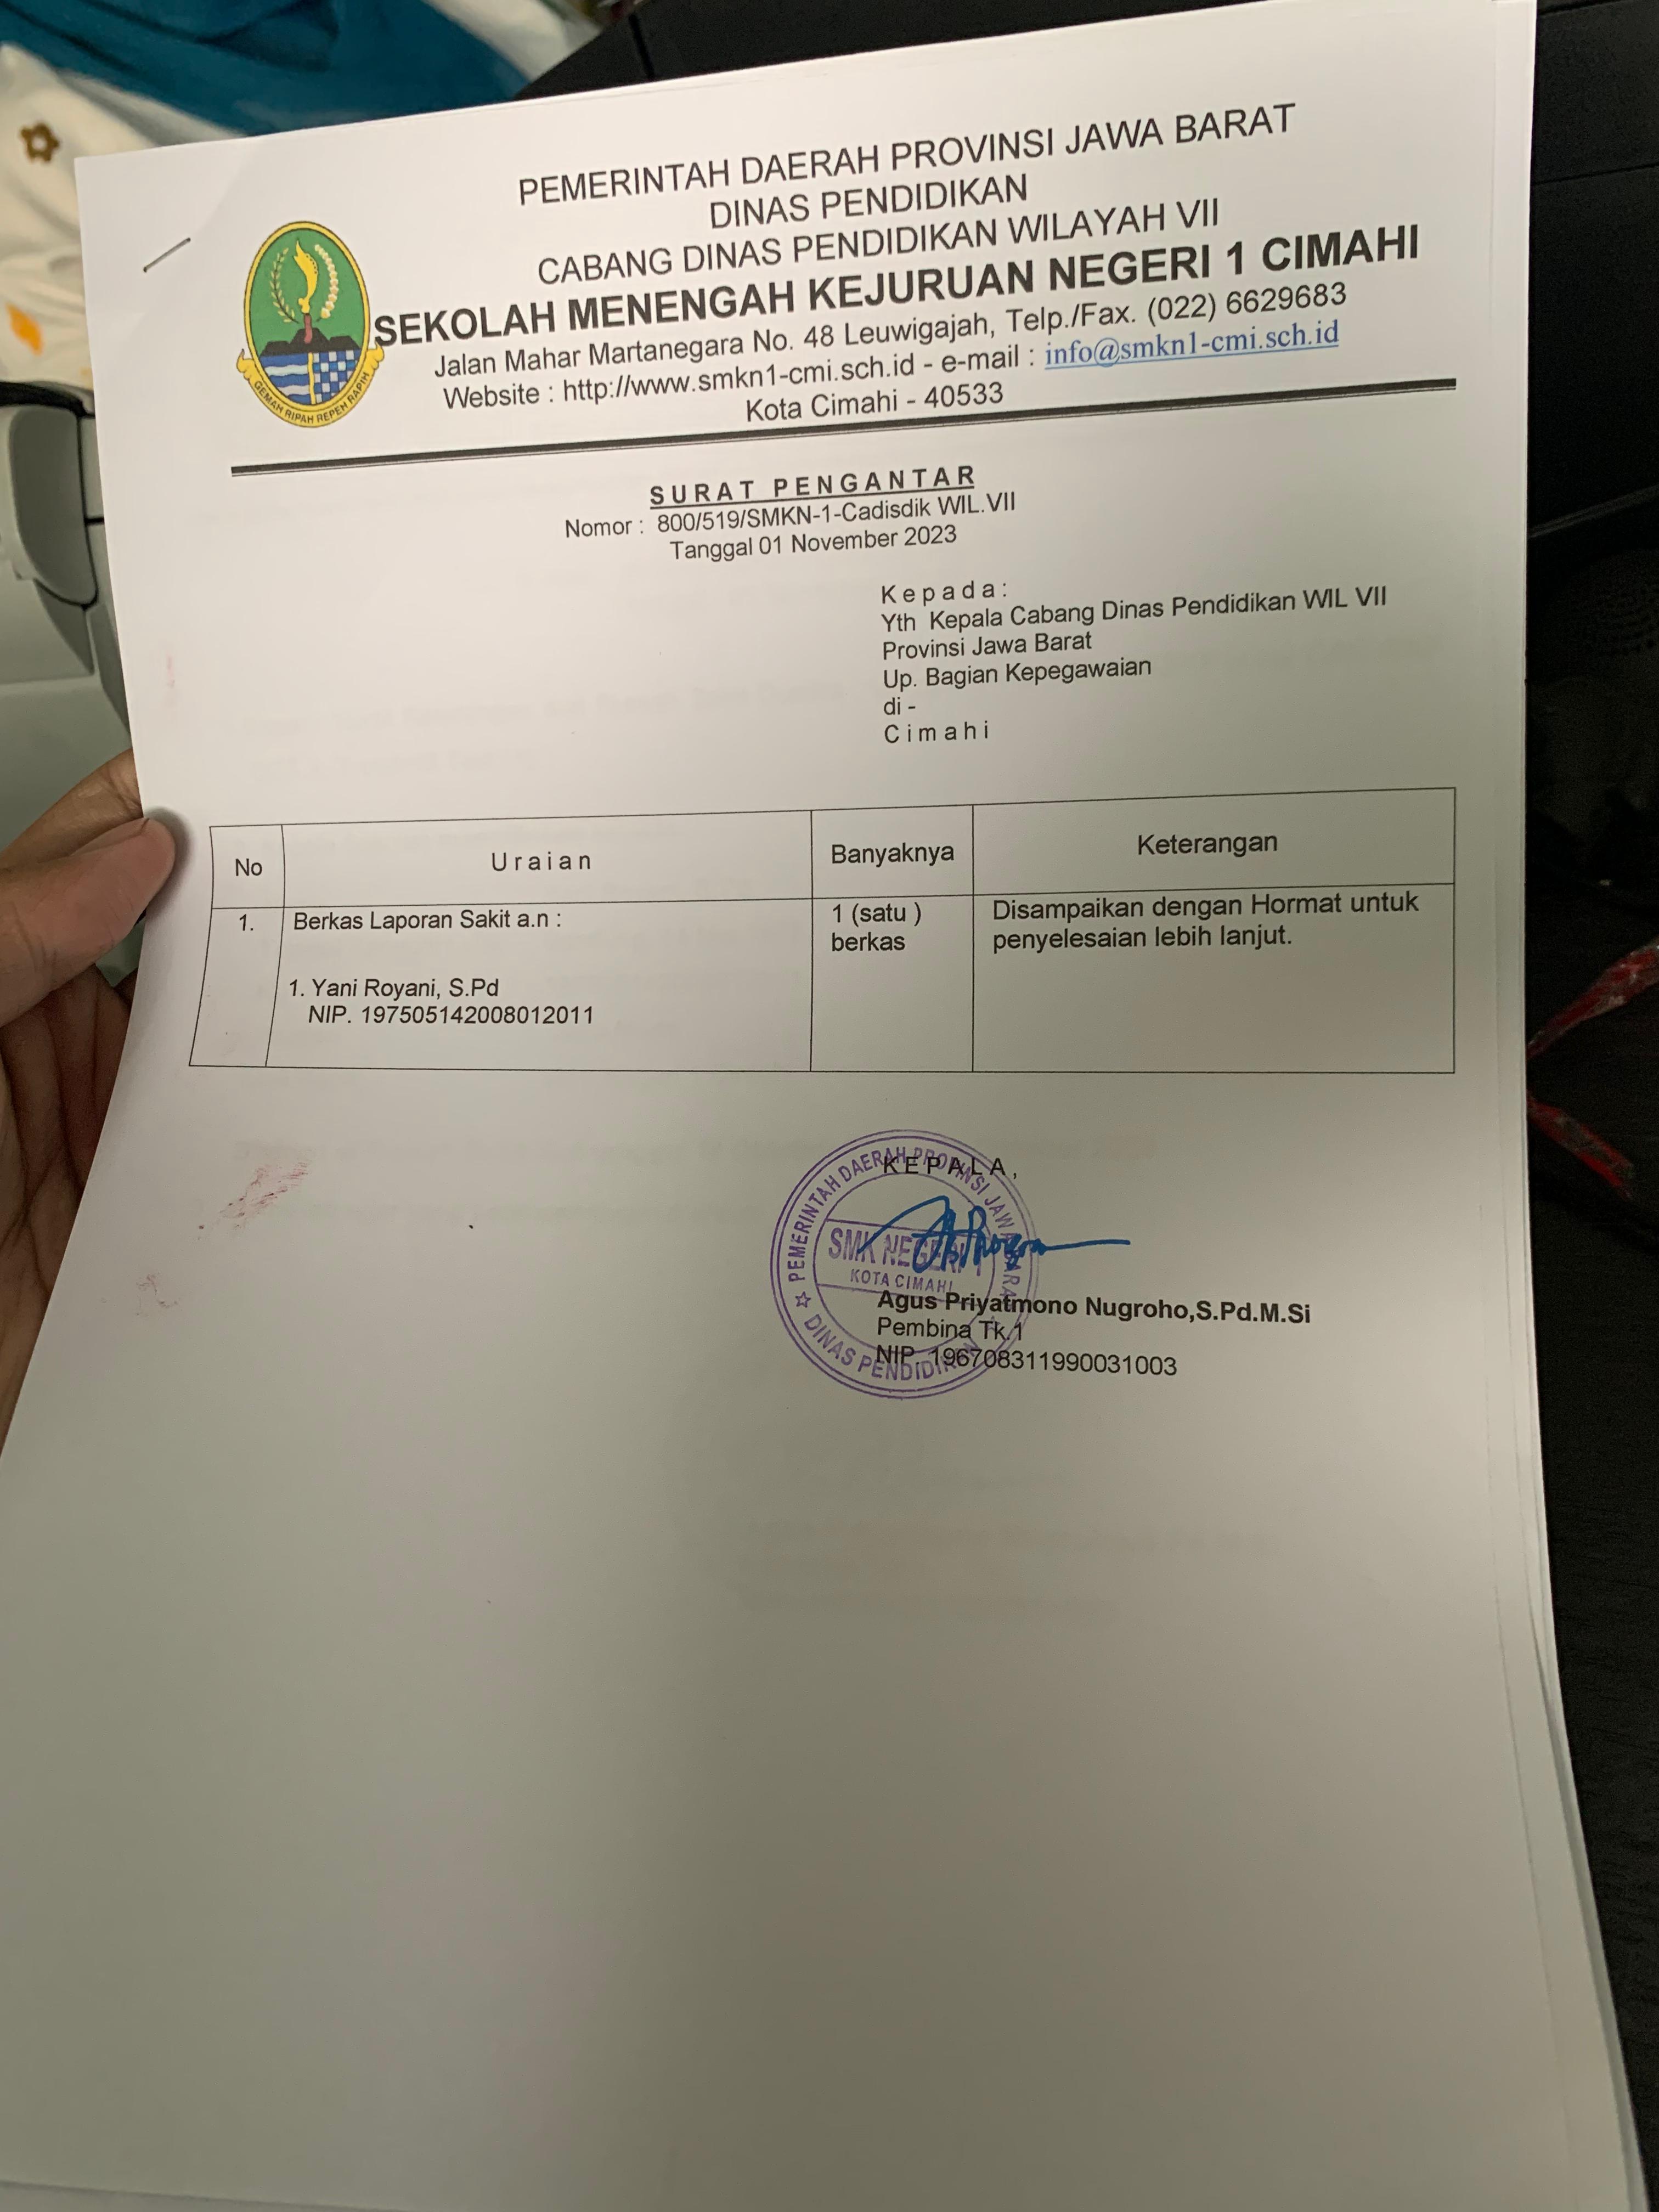 PEMERINTAH DAERAH PROVINSI JAWA BARAT
DINAS PENDIDIKAN
CABANG DINAS PENDIDIKAN WILAYAH VII
SEKOLAH MENENGAH KEJURUAN NEGERI 1 CIMAHI
Jalan Mahar Martanegara No. 48 Leuwigajah, Telp./Fax. (022) 6629683
Website : http://www.smkn1-cmi.sch.id - e-mail : info@smkn1-cmi.sch.id
Kota Cimahi - 40533
GEMAH RIPAH REPEH RAPIH
SURAT PENGANTAR
Nomor : 800/519/SMKN-1-Cadisdik WIL.VII
Tanggal 01 November 2023
Kepada:
Yth Kepala Cabang Dinas Pendidikan WIL VII
Provinsi Jawa Barat
Up. Bagian Kepegawaian
di -
Cimahi
No Uraian Banyaknya Keterangan
1. Berkas Laporan Sakit a.n : 1 (satu ) Disampaikan dengan Hormat untuk
berkas penyelesaian lebih lanjut.
1. Yani Royani, S.Pd
NIP. 197505142008012011
KEPALA,
PEMERINTAH DAERAH PROPINSI JAWA BARAT
SMK NEGERI 1
KOTA CIMAHI
DINAS PENDIDIKAN
Agus Priyatmono Nugroho,S.Pd.M.Si
Pembina Tk.1
NIP. 196708311990031003